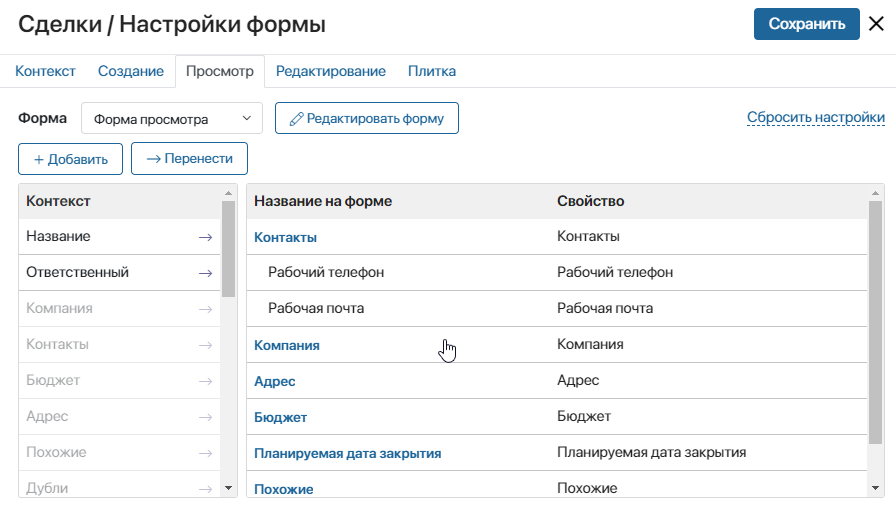 Сделки / Настройки формы
Сохранить
Контекст Создание Просмотр Редактирование Плитка
Форма Форма просмотра Редактировать форму Сбросить настройки
+ Добавить → Перенести
Контекст Название на форме Свойство
Название → Контакты Контакты
Ответственный → Рабочий телефон Рабочий телефон
Компания → Рабочая почта Рабочая почта
Контакты → Компания Компания
Бюджет → Адрес Адрес
Адрес → Бюджет Бюджет
Похожие → Планируемая дата закрытия Планируемая дата закрытия
Дубли → Похожие Похожие